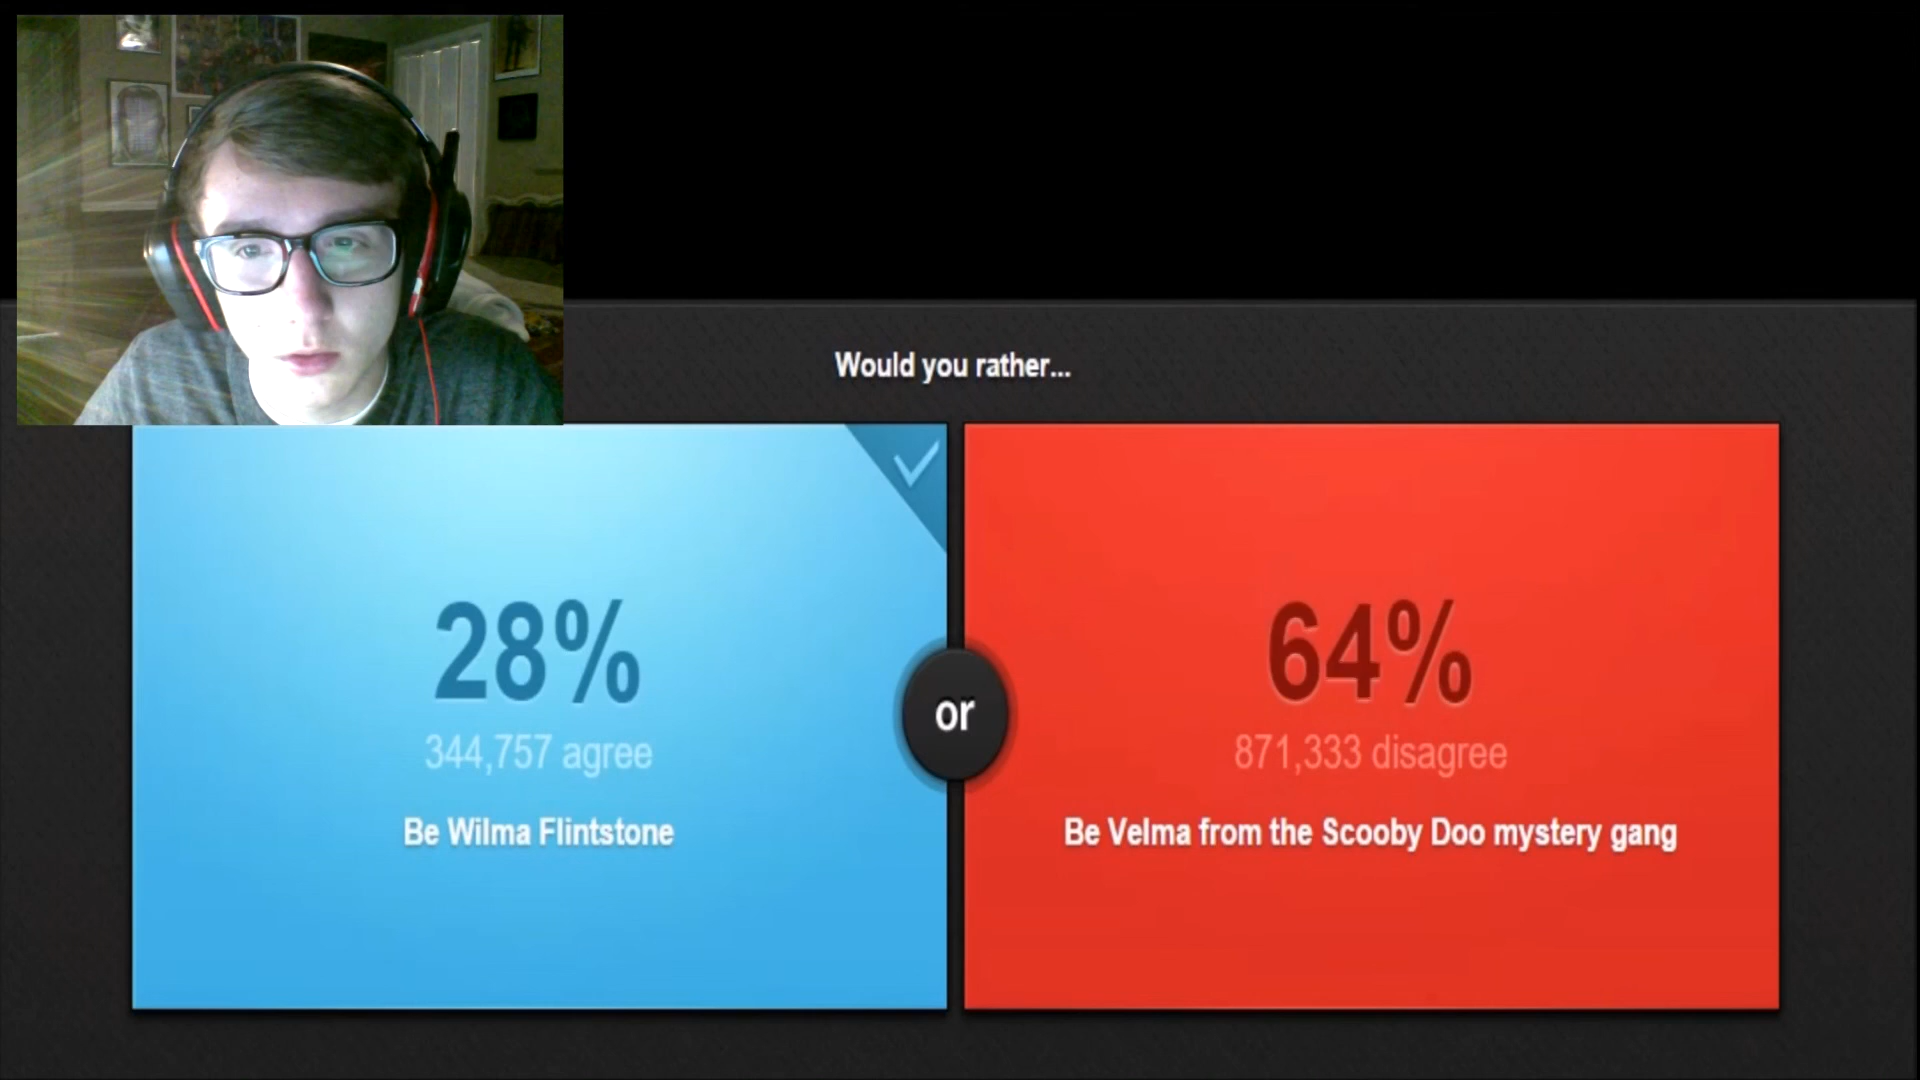 Would you rather...
28%
344,757 agree
Be Wilma Flintstone
or
64%
871,333 disagree
Be Velma from the Scooby Doo mystery gang